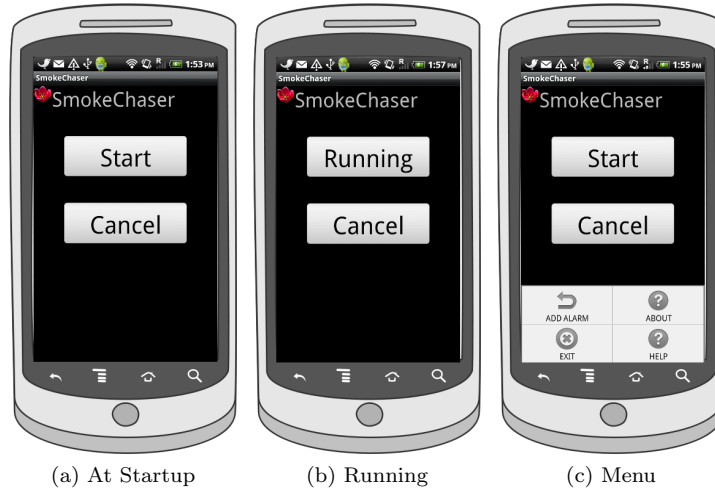 R 1:53 PM
SmokeChaser
SmokeChaser
Start
Cancel
(a) At Startup
R 1:57 PM
SmokeChaser
SmokeChaser
Running
Cancel
(b) Running
R 1:55 PM
SmokeChaser
SmokeChaser
Start
Cancel
ADD ALARM
ABOUT
EXIT
HELP
(c) Menu